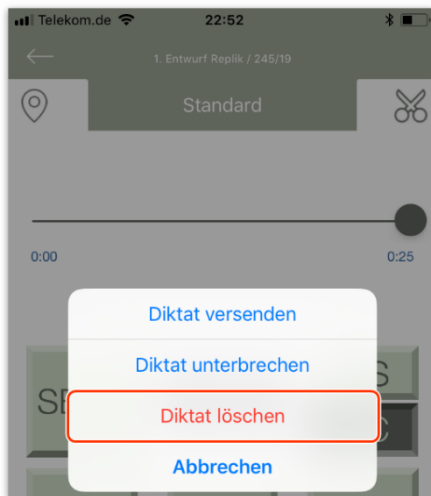 Telekom.de 22:52
1. Entwurf Replik / 245/19
Standard
0:00 0:25
Diktat versenden
Diktat unterbrechen
Diktat löschen
Abbrechen